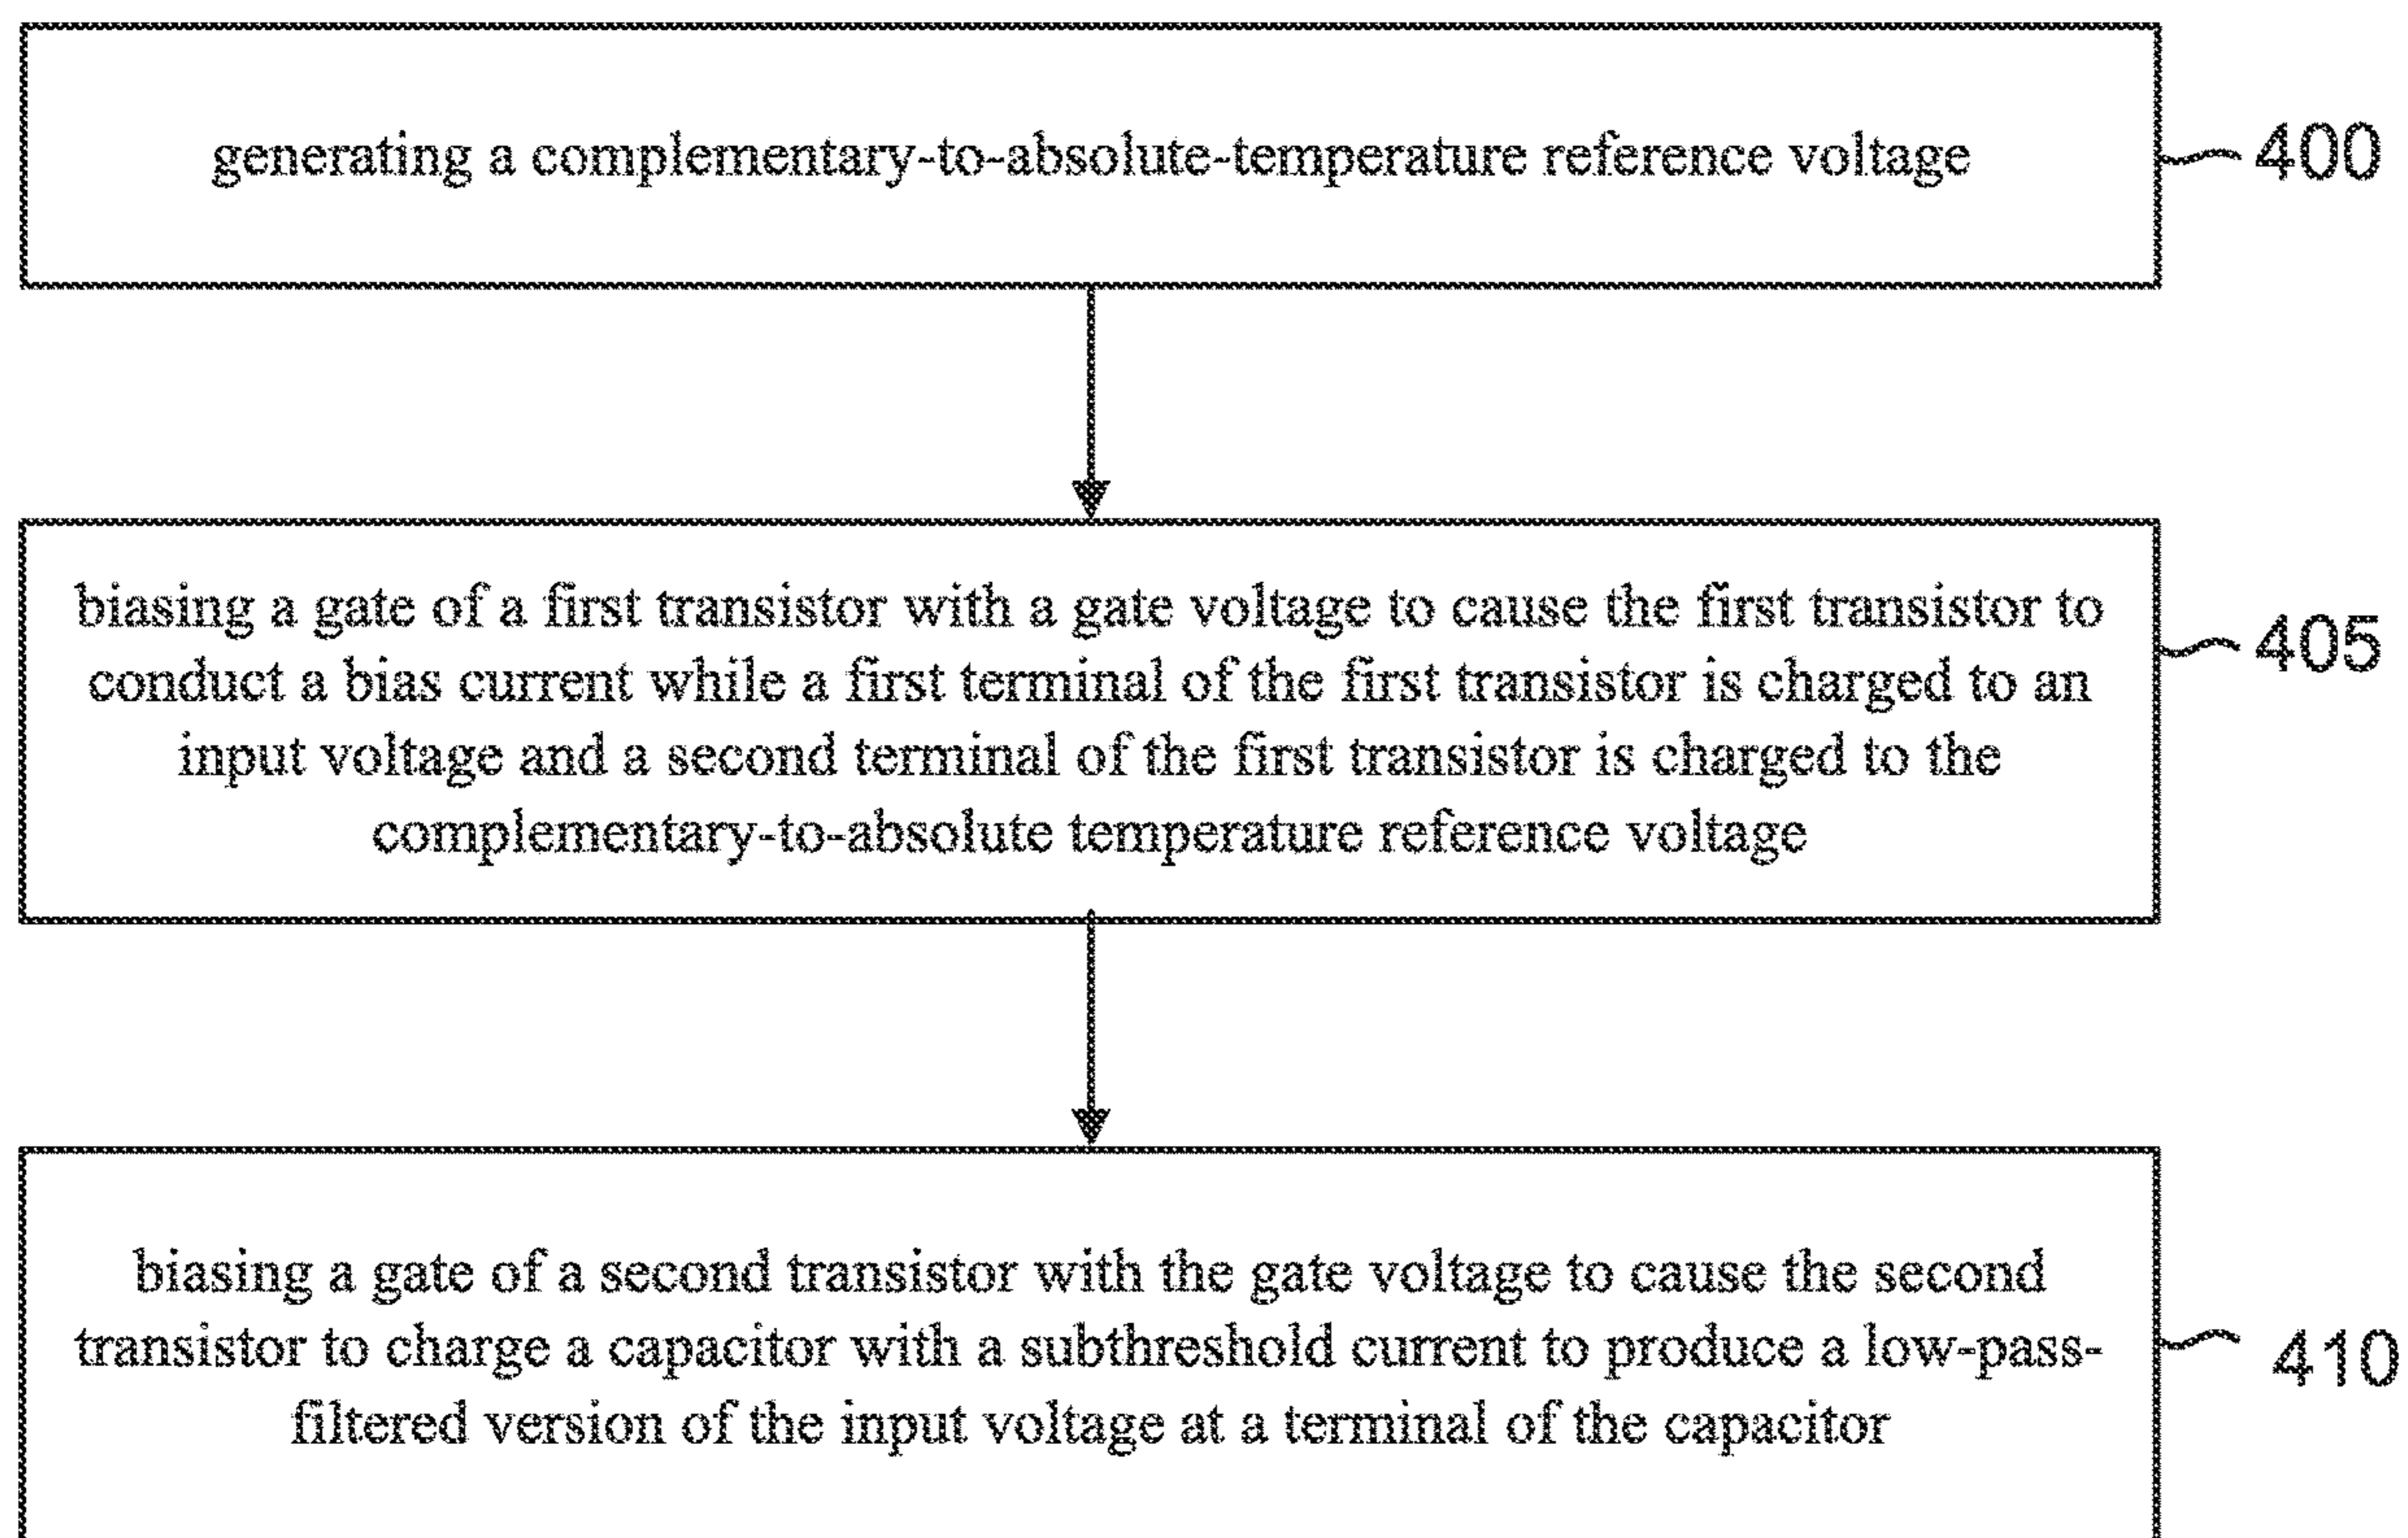 generating a complementary-to-absolute-temperature reference voltage
400
biasing a gate of a first transistor with a gate voltage to cause the first transistor to
conduct a bias current while a first terminal of the first transistor is charged to an
input voltage and a second terminal of the first transistor is charged to the
complementary-to-absolute temperature reference voltage
405
biasing a gate of a second transistor with the gate voltage to cause the second
transistor to charge a capacitor with a subthreshold current to produce a low-pass-
filtered version of the input voltage at a terminal of the capacitor
410